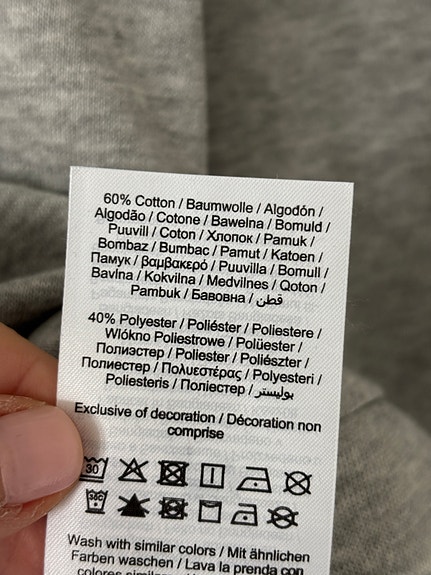 60% Cotton / Baumwolle / Algodón /
Algodão / Cotone / Bawełna / Bomuld /
Puuvill / Coton / Хлопок / Pamuk /
Bombaz / Bumbac / Pamut / Katoen /
Памук / βαμβακερό / Puuvilla / Bomull /
Bavlna / Kokvilna / Medvilnes / Qoton /
Pambuk / Бавовна / قطن
40% Polyester / Poliéster / Poliestere /
Włókno Poliestrowe / Polüester /
Полиэстер / Poliester / Poliészter /
Полиестер / Πολυεστέρας / Polyesteri /
Poliesteris / Поліестер / بوليستر
Exclusive of decoration / Décoration non
comprise
30
30C
Wash with similar colors / Mit ähnlichen
Farben waschen / Lava la prenda con